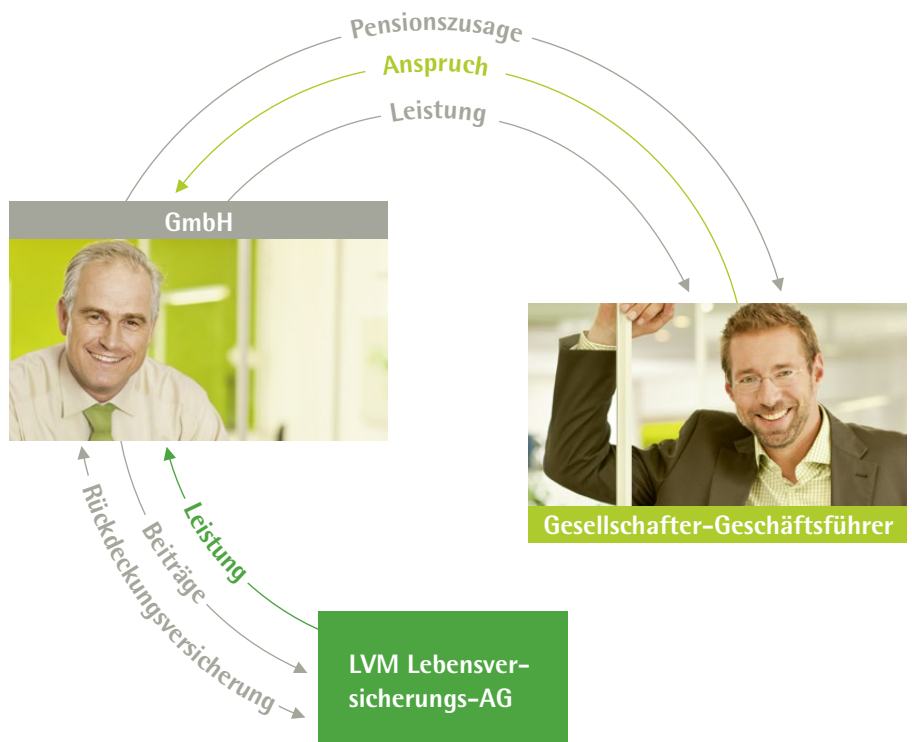 Pensionszusage
Anspruch
Leistung
GmbH
Gesellschafter-Geschäftsführer
Leistung
Beiträge
Rückdeckungsversicherung
LVM Lebensver-
sicherungs-AG